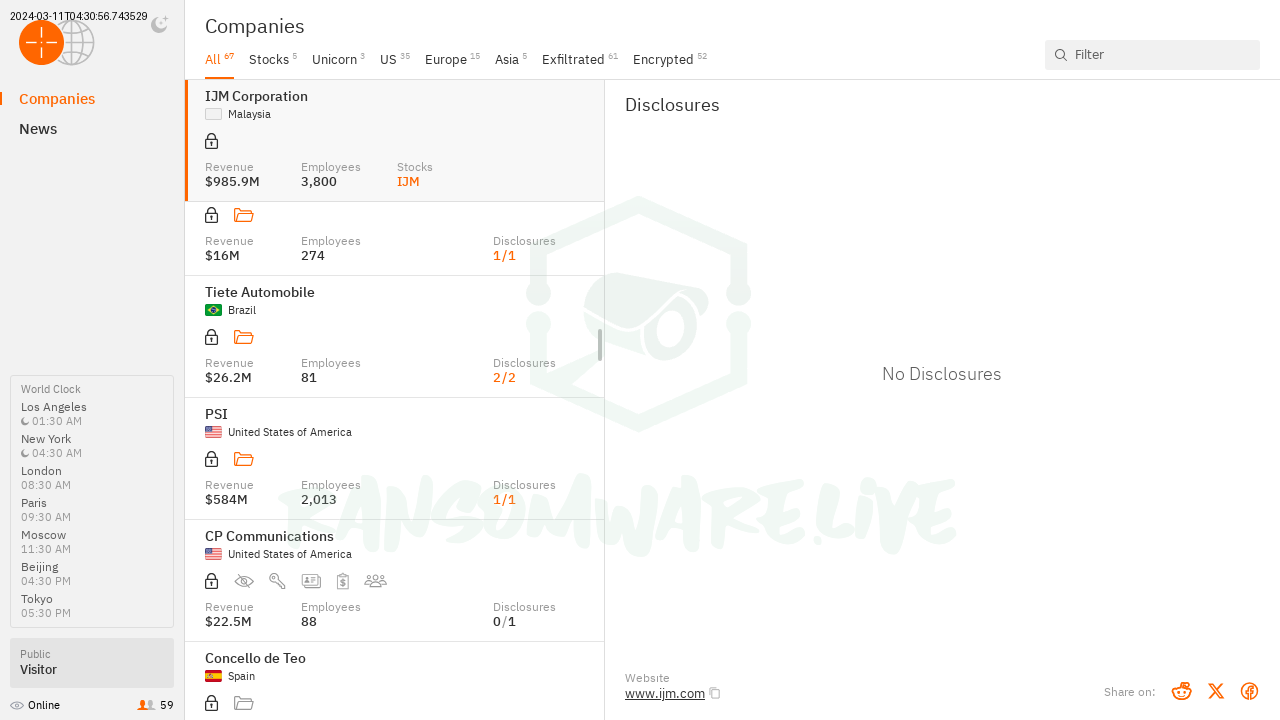 2024-03-11T04:30:56.743529
Companies
News
World Clock
Los Angeles
01:30 AM
New York
04:30 AM
London
08:30 AM
Paris
09:30 AM
Moscow
11:30 AM
Beijing
04:30 PM
Tokyo
05:30 PM
Public
Visitor
Online 59
Companies
All 67 Stocks 5 Unicorn 3 US 35 Europe 15 Asia 5 Exfiltrated 61 Encrypted 52
Filter
IJM Corporation
Malaysia
Revenue Employees Stocks
$985.9M 3,800 IJM
Revenue Employees Disclosures
$16M 274 1/1
Tiete Automobile
Brazil
Revenue Employees Disclosures
$26.2M 81 2/2
PSI
United States of America
Revenue Employees Disclosures
$584M 2,013 1/1
CP Communications
United States of America
Revenue Employees Disclosures
$22.5M 88 0/1
Concello de Teo
Spain
Disclosures
No Disclosures
RANSOMWARE.LIVE
Website
www.ijm.com
Share on: